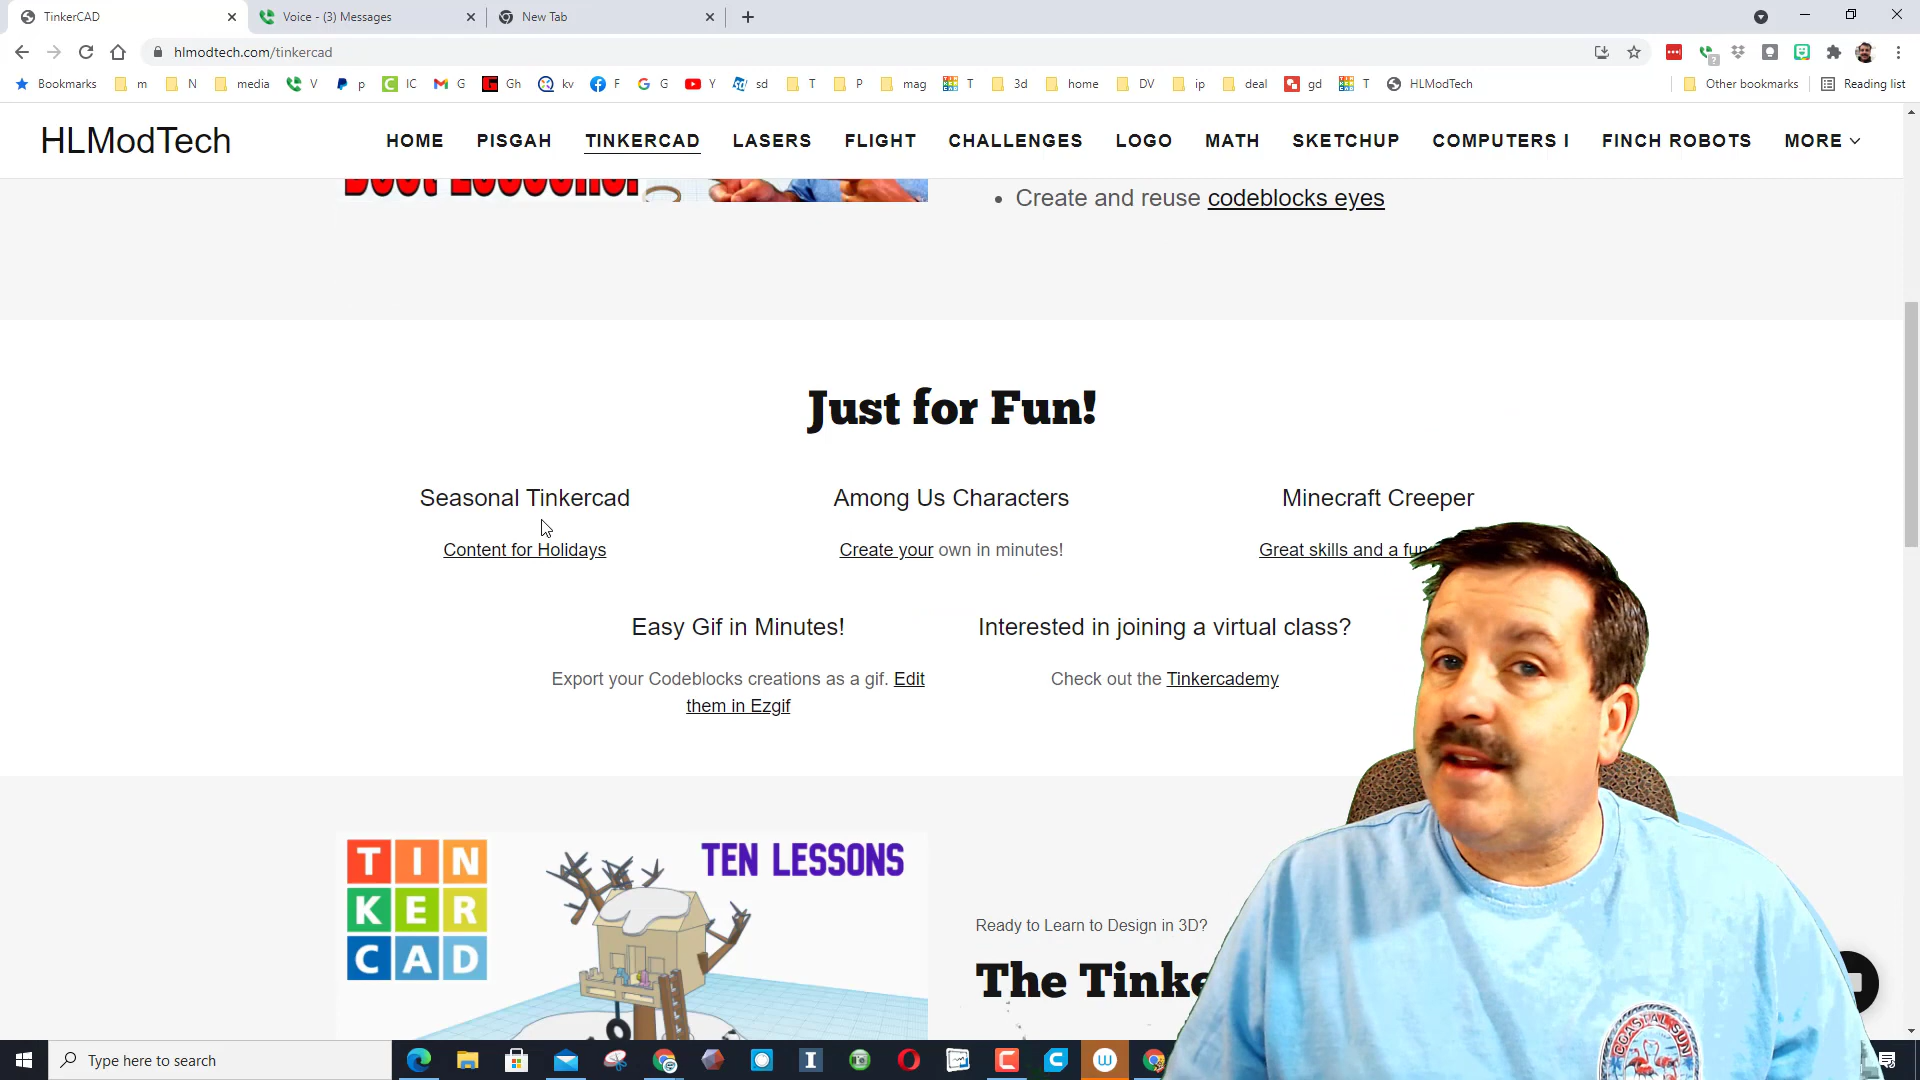 TinkerCAD
Voice - (3) Messages
New Tab
hlmodtech.com/tinkercad
Bookmarks m N media V p IC G Gh kv F G Y sd T P mag T 3d home DV ip deal gd T HLModTech Other bookmarks Reading list
HLModTech HOME PISGAH TINKERCAD LASERS FLIGHT CHALLENGES LOGO MATH SKETCHUP COMPUTERS I FINCH ROBOTS MORE
• Create and reuse codeblocks eyes
Just for Fun!
Seasonal Tinkercad
Content for Holidays
Among Us Characters
Create your own in minutes!
Minecraft Creeper
Great skills and a fun
Easy Gif in Minutes!
Export your Codeblocks creations as a gif. Edit
them in Ezgif
Interested in joining a virtual class?
Check out the Tinkercademy
TIN
KER
CAD
TEN LESSONS
Ready to Learn to Design in 3D?
The Tinke
COASTAL SUN
Type here to search